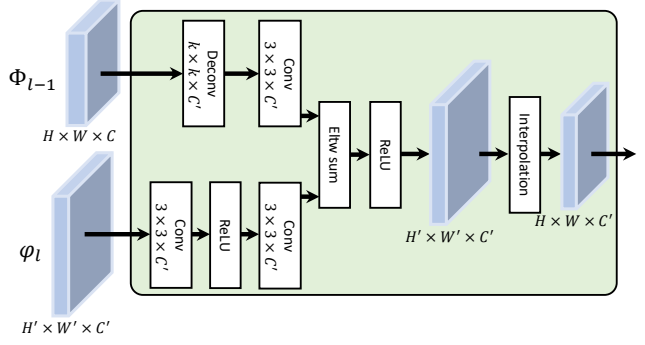 Φ_{l−1}
H × W × C
Deconv
k × k × C′
Conv
3 × 3 × C′
Eltw sum
ReLU
H′ × W′ × C′
Interpolation
H × W × C′
φ_l
H′ × W′ × C′
Conv
3 × 3 × C′
ReLU
Conv
3 × 3 × C′